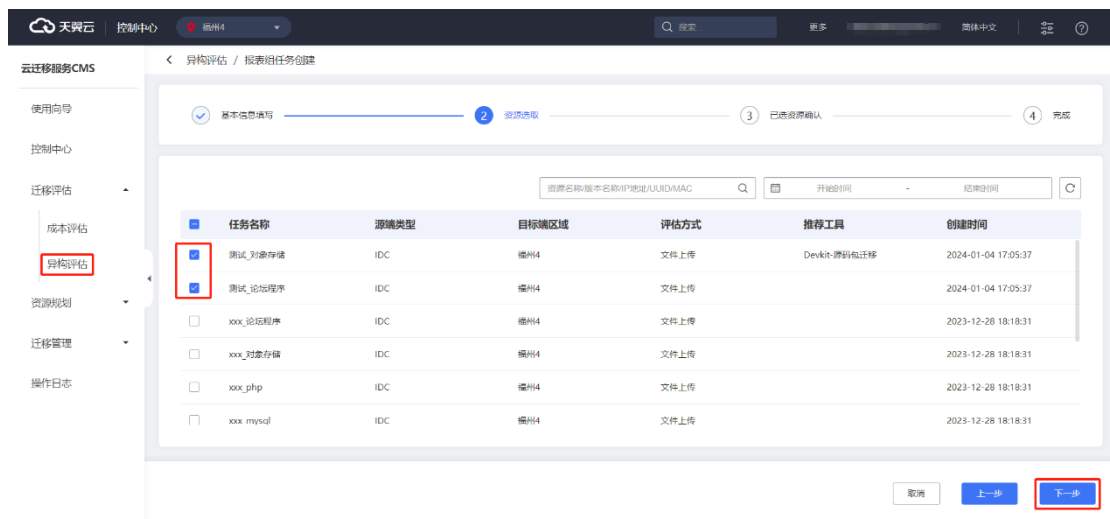 天翼云 控制中心 福州4 搜索... 更多 简体中文
云迁移服务CMS
异构评估 / 报表组任务创建
使用向导
控制中心
迁移评估
成本评估
异构评估
资源规划
迁移管理
操作日志
基本信息填写 2 资源选取 3 已选资源确认 4 完成
资源名称/版本名称/IP地址/UUID/MAC 开始时间 - 结束时间
任务名称 源端类型 目标端区域 评估方式 推荐工具 创建时间
测试_对象存储 IDC 福州4 文件上传 Devkit-源码包迁移 2024-01-04 17:05:37
测试_论坛程序 IDC 福州4 文件上传 2024-01-04 17:05:37
xxx_论坛程序 IDC 福州4 文件上传 2023-12-28 18:18:31
xxx_对象存储 IDC 福州4 文件上传 2023-12-28 18:18:31
xxx_php IDC 福州4 文件上传 2023-12-28 18:18:31
xxx_mysql IDC 福州4 文件上传 2023-12-28 18:18:31
取消 上一步 下一步